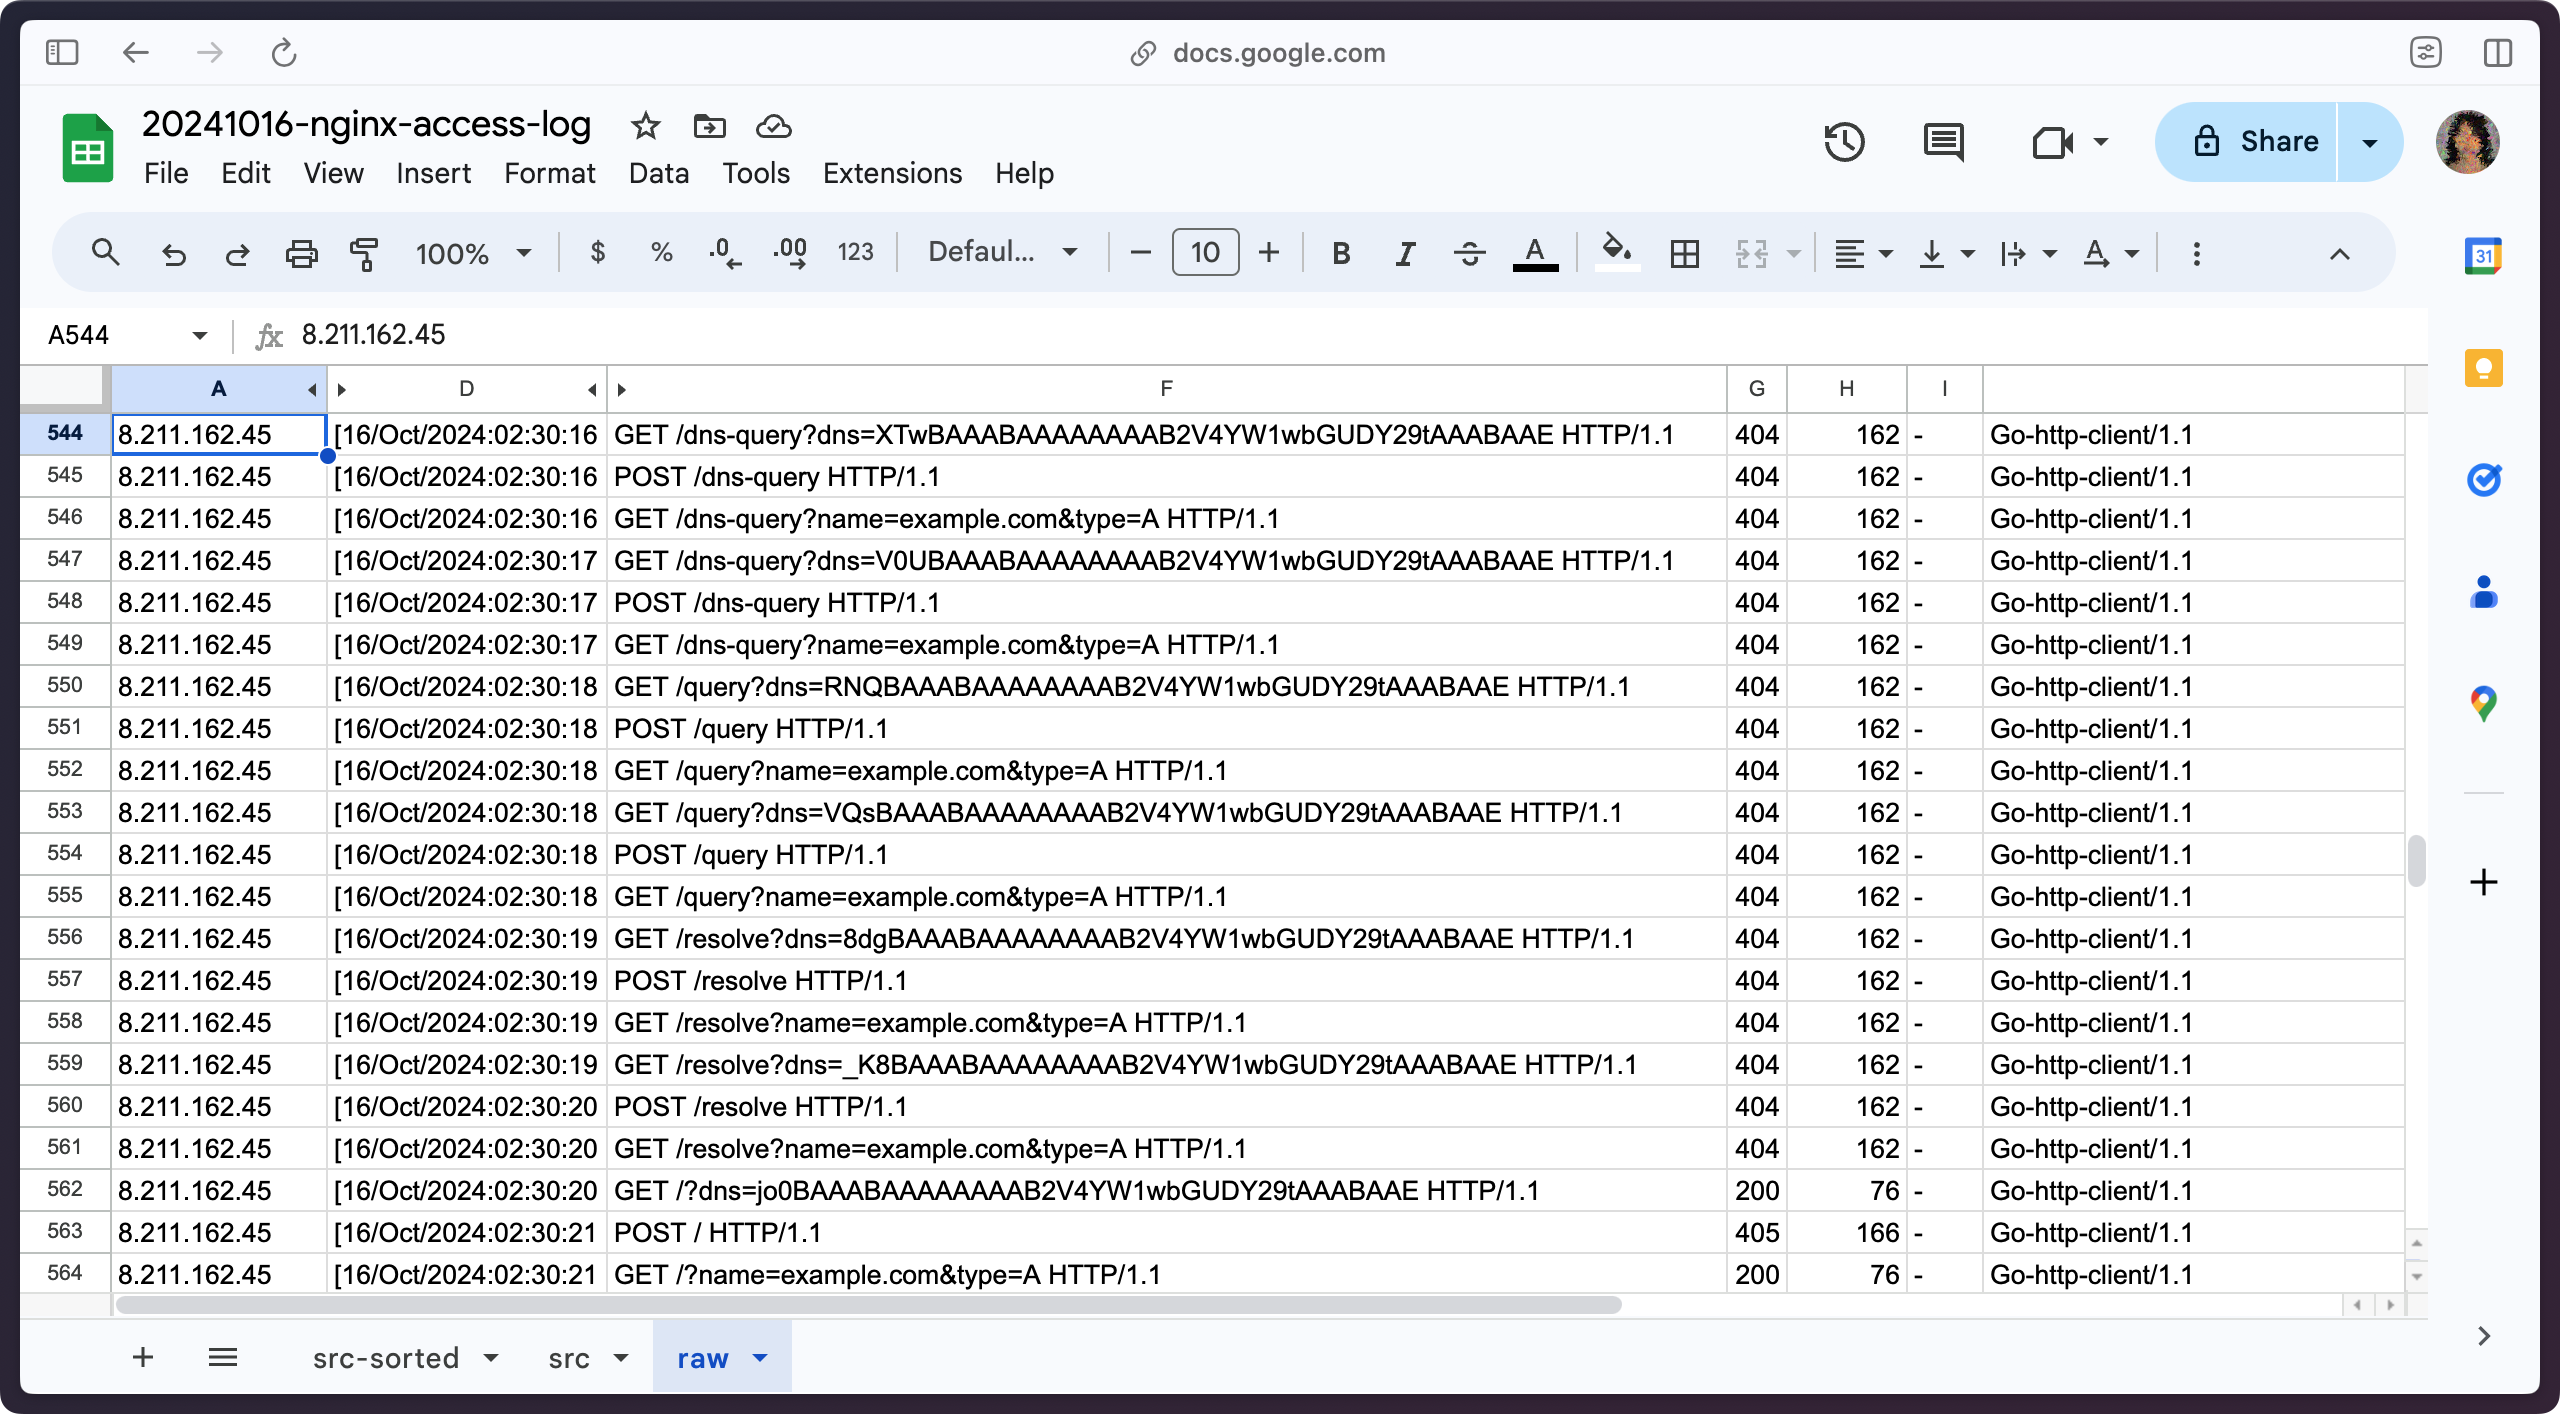 docs.google.com
20241016-nginx-access-log
File Edit View Insert Format Data Tools Extensions Help
Share
100% $ % .0 .00 123 Defaul... 10 B I A A
31
A544 fx 8.211.162.45
A D F G H I
544 8.211.162.45 [16/Oct/2024:02:30:16 GET /dns-query?dns=XTwBAAABAAAAAAAAB2V4YW1wbGUDY29tAAABAAE HTTP/1.1 404 162 - Go-http-client/1.1
545 8.211.162.45 [16/Oct/2024:02:30:16 POST /dns-query HTTP/1.1 404 162 - Go-http-client/1.1
546 8.211.162.45 [16/Oct/2024:02:30:16 GET /dns-query?name=example.com&type=A HTTP/1.1 404 162 - Go-http-client/1.1
547 8.211.162.45 [16/Oct/2024:02:30:17 GET /dns-query?dns=V0UBAAABAAAAAAAAB2V4YW1wbGUDY29tAAABAAE HTTP/1.1 404 162 - Go-http-client/1.1
548 8.211.162.45 [16/Oct/2024:02:30:17 POST /dns-query HTTP/1.1 404 162 - Go-http-client/1.1
549 8.211.162.45 [16/Oct/2024:02:30:17 GET /dns-query?name=example.com&type=A HTTP/1.1 404 162 - Go-http-client/1.1
550 8.211.162.45 [16/Oct/2024:02:30:18 GET /query?dns=RNQBAAABAAAAAAAAB2V4YW1wbGUDY29tAAABAAE HTTP/1.1 404 162 - Go-http-client/1.1
551 8.211.162.45 [16/Oct/2024:02:30:18 POST /query HTTP/1.1 404 162 - Go-http-client/1.1
552 8.211.162.45 [16/Oct/2024:02:30:18 GET /query?name=example.com&type=A HTTP/1.1 404 162 - Go-http-client/1.1
553 8.211.162.45 [16/Oct/2024:02:30:18 GET /query?dns=VQsBAAABAAAAAAAAB2V4YW1wbGUDY29tAAABAAE HTTP/1.1 404 162 - Go-http-client/1.1
554 8.211.162.45 [16/Oct/2024:02:30:18 POST /query HTTP/1.1 404 162 - Go-http-client/1.1
555 8.211.162.45 [16/Oct/2024:02:30:18 GET /query?name=example.com&type=A HTTP/1.1 404 162 - Go-http-client/1.1
556 8.211.162.45 [16/Oct/2024:02:30:19 GET /resolve?dns=8dgBAAABAAAAAAAAB2V4YW1wbGUDY29tAAABAAE HTTP/1.1 404 162 - Go-http-client/1.1
557 8.211.162.45 [16/Oct/2024:02:30:19 POST /resolve HTTP/1.1 404 162 - Go-http-client/1.1
558 8.211.162.45 [16/Oct/2024:02:30:19 GET /resolve?name=example.com&type=A HTTP/1.1 404 162 - Go-http-client/1.1
559 8.211.162.45 [16/Oct/2024:02:30:19 GET /resolve?dns=_K8BAAABAAAAAAAAB2V4YW1wbGUDY29tAAABAAE HTTP/1.1 404 162 - Go-http-client/1.1
560 8.211.162.45 [16/Oct/2024:02:30:20 POST /resolve HTTP/1.1 404 162 - Go-http-client/1.1
561 8.211.162.45 [16/Oct/2024:02:30:20 GET /resolve?name=example.com&type=A HTTP/1.1 404 162 - Go-http-client/1.1
562 8.211.162.45 [16/Oct/2024:02:30:20 GET /?dns=jo0BAAABAAAAAAAAB2V4YW1wbGUDY29tAAABAAE HTTP/1.1 200 76 - Go-http-client/1.1
563 8.211.162.45 [16/Oct/2024:02:30:21 POST / HTTP/1.1 405 166 - Go-http-client/1.1
564 8.211.162.45 [16/Oct/2024:02:30:21 GET /?name=example.com&type=A HTTP/1.1 200 76 - Go-http-client/1.1
src-sorted src raw